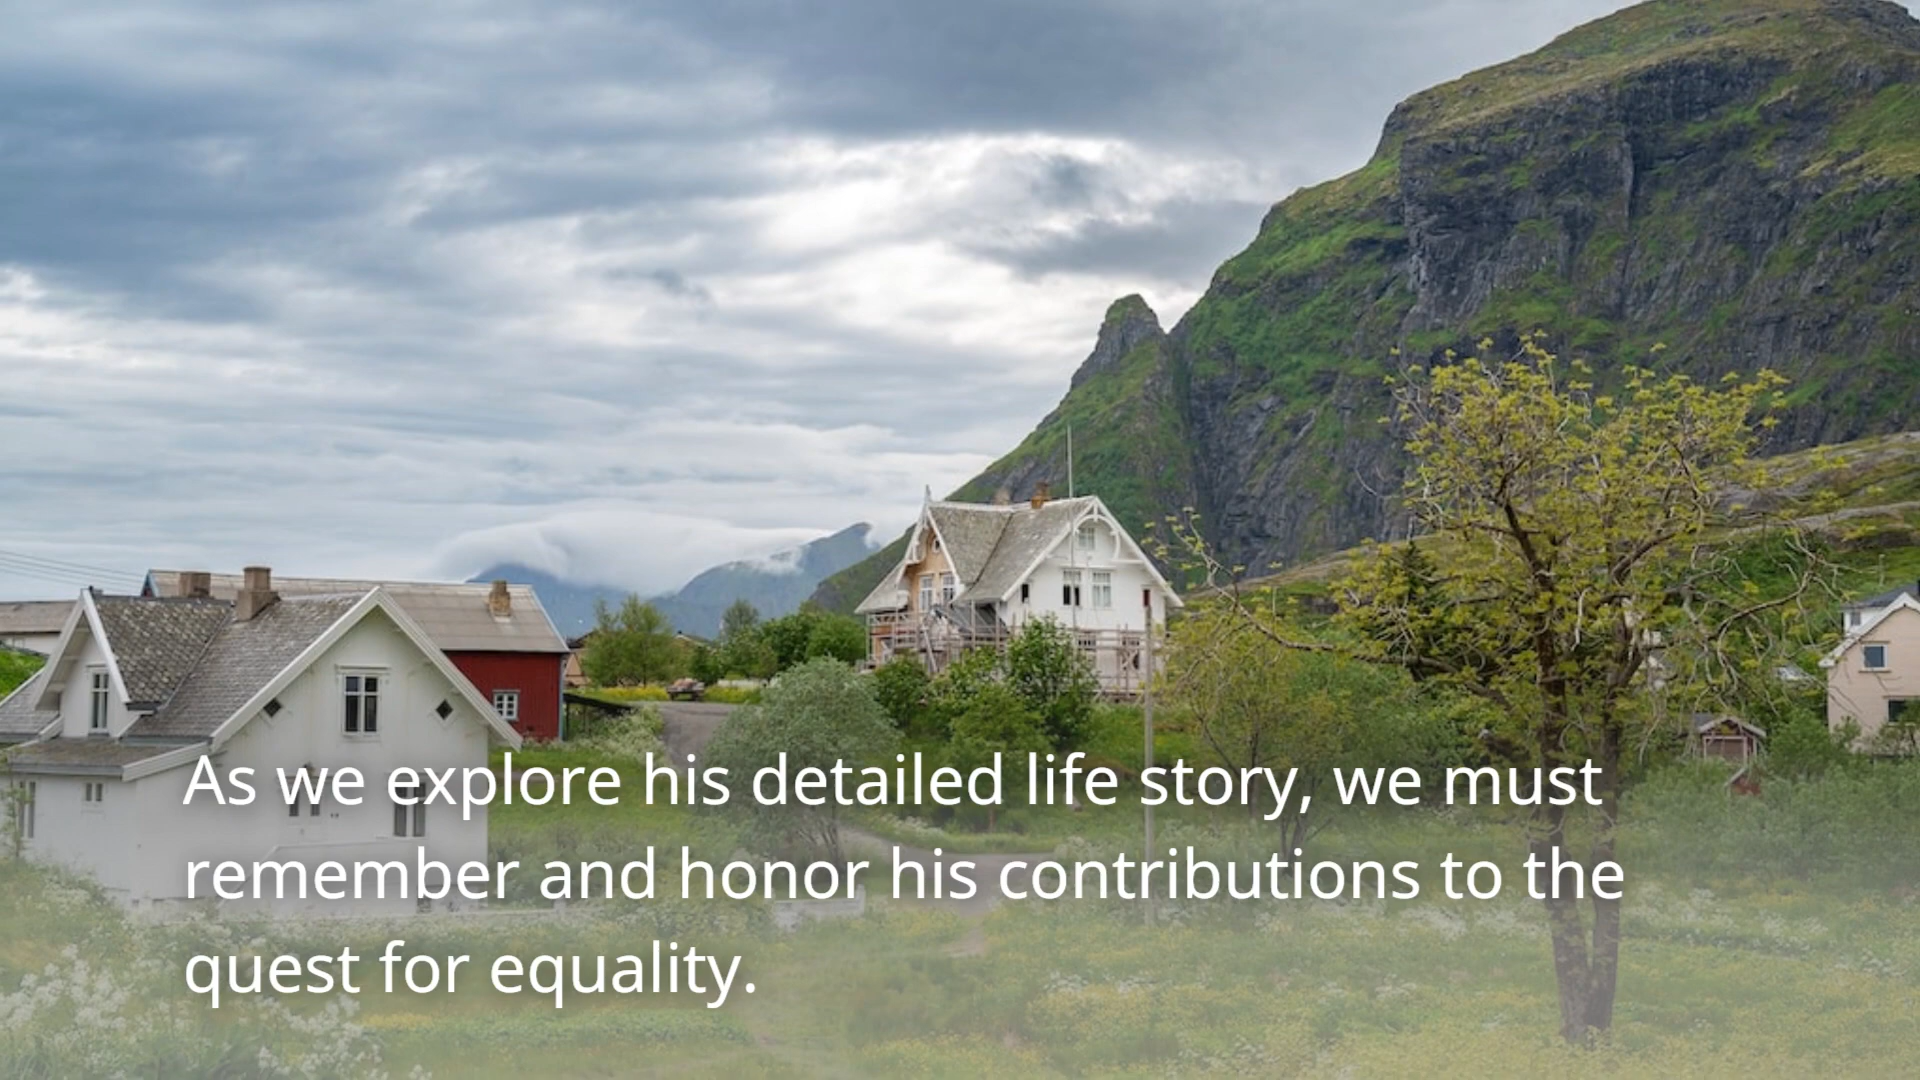 As we explore his detailed life story, we must
remember and honor his contributions to the
quest for equality.